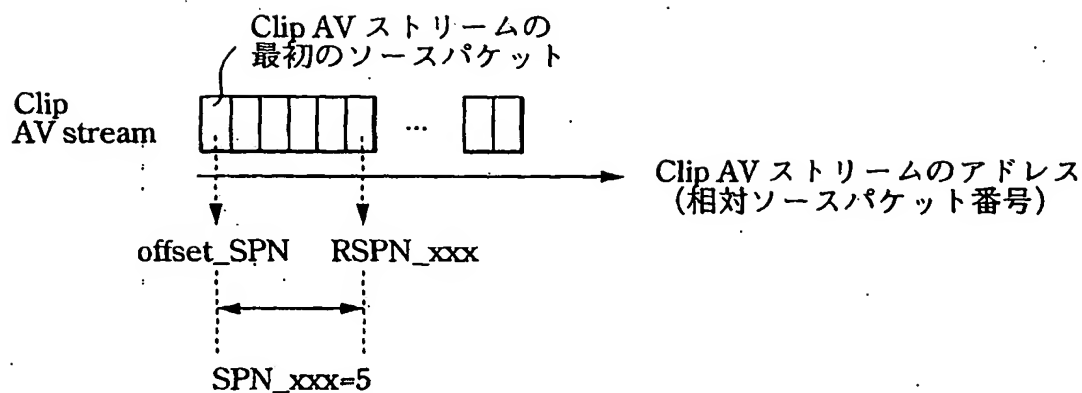 Clip AV ストリームの
最初のソースパケット
Clip
AV stream
...
Clip AV ストリームのアドレス
(相対ソースパケット番号)
offset_SPN RSPN_xxx
SPN_xxx=5